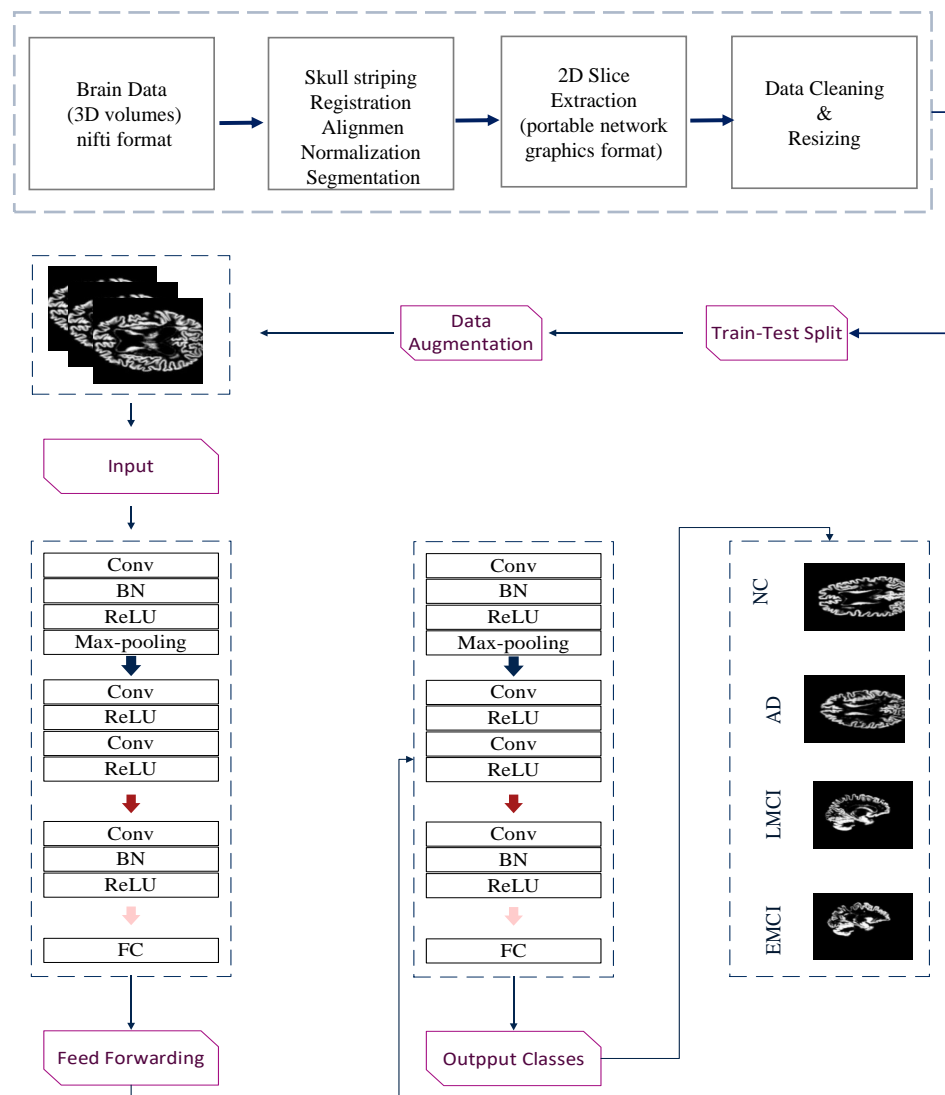 Brain Data
(3D volumes)
nifti format
Skull striping
Registration
Alignmen
Normalization
Segmentation
2D Slice
Extraction
(portable network
graphics format)
Data Cleaning
&
Resizing
Data
Augmentation
Train-Test Split
Input
Conv
BN
ReLU
Max-pooling
Conv
ReLU
Conv
ReLU
Conv
BN
ReLU
FC
Feed Forwarding
Conv
BN
ReLU
Max-pooling
Conv
ReLU
Conv
ReLU
Conv
BN
ReLU
FC
Outpput Classes
NC
AD
LMCI
EMCI